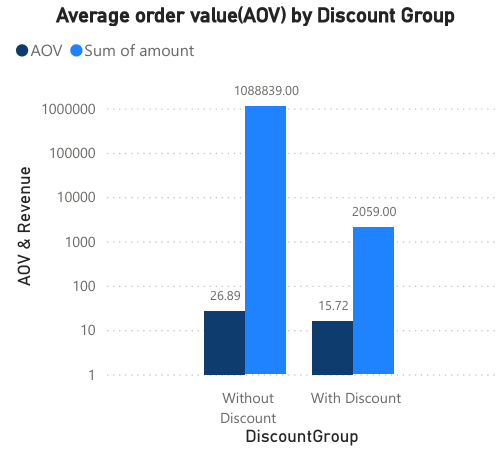 Average order value(AOV) by Discount Group
AOV Sum of amount
1088839.00
1000000
100000
10000
2059.00
1000
100
26.89
15.72
10
1
AOV & Revenue
Without
Discount
With Discount
DiscountGroup